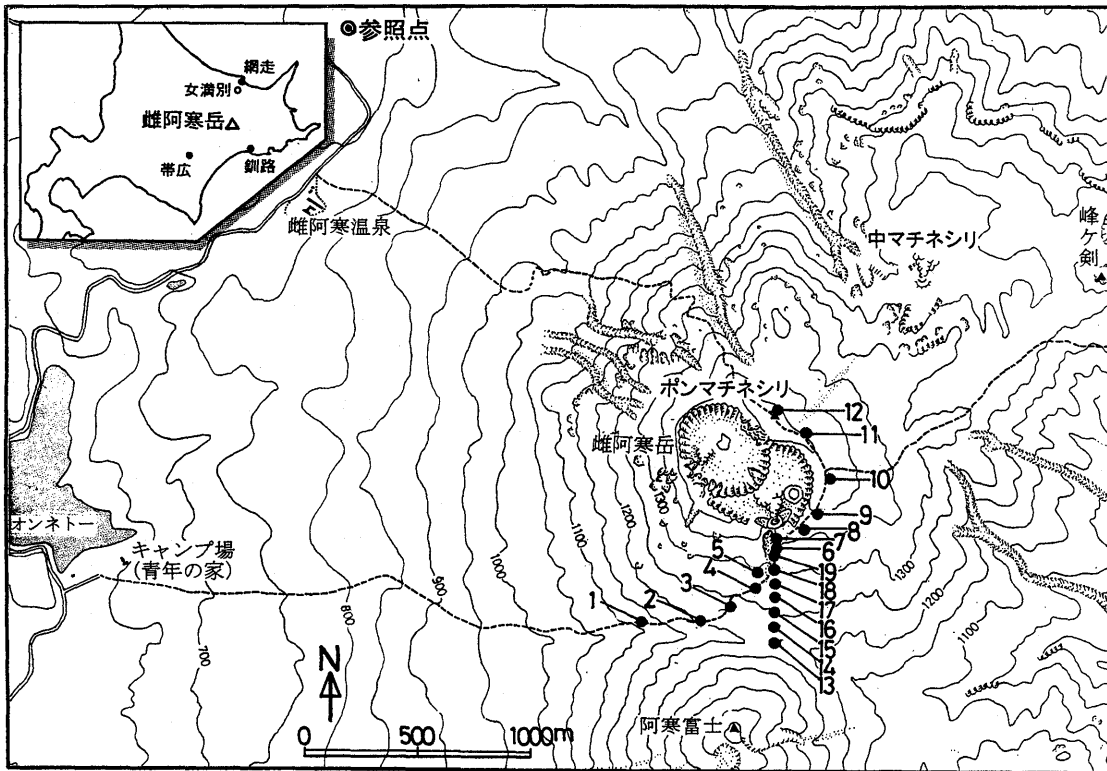 参照点
網走
女満別
雌阿寒岳
帯広
釧路
雌阿寒温泉
中マチネシリ
峰ケ剣
ポンマチネシリ
雌阿寒岳
オンネトー
キャンプ場
(青年の家)
阿寒富士
1
2
3
4
5
12
11
10
9
8
7
6
19
18
17
16
15
14
13
700
800
900
1000
1100
1200
1300
1300
1200
1100
N
0 500 1000m